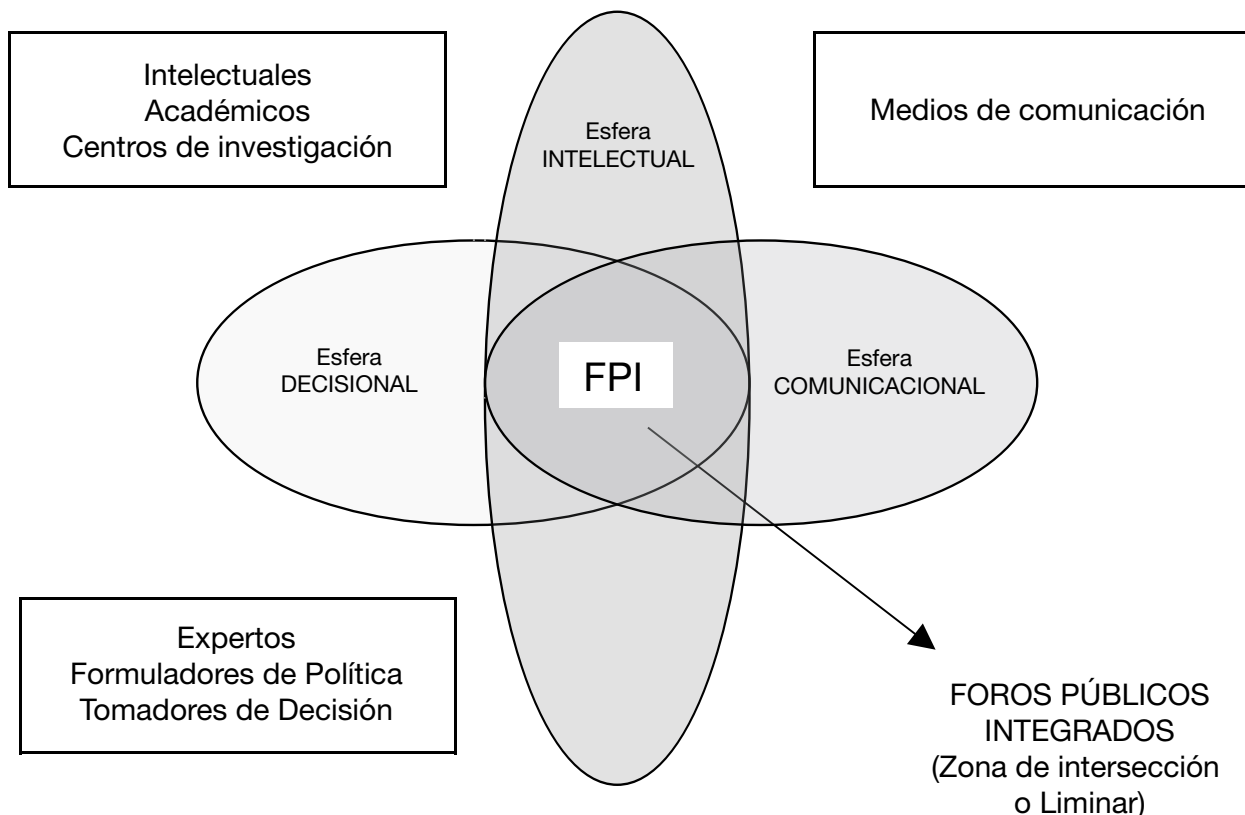 Intelectuales
Académicos
Centros de investigación
Medios de comunicación
Esfera
INTELECTUAL
Esfera
DECISIONAL
FPI
Esfera
COMUNICACIONAL
Expertos
Formuladores de Política
Tomadores de Decisión
FOROS PÚBLICOS
INTEGRADOS
(Zona de intersección
o Liminar)